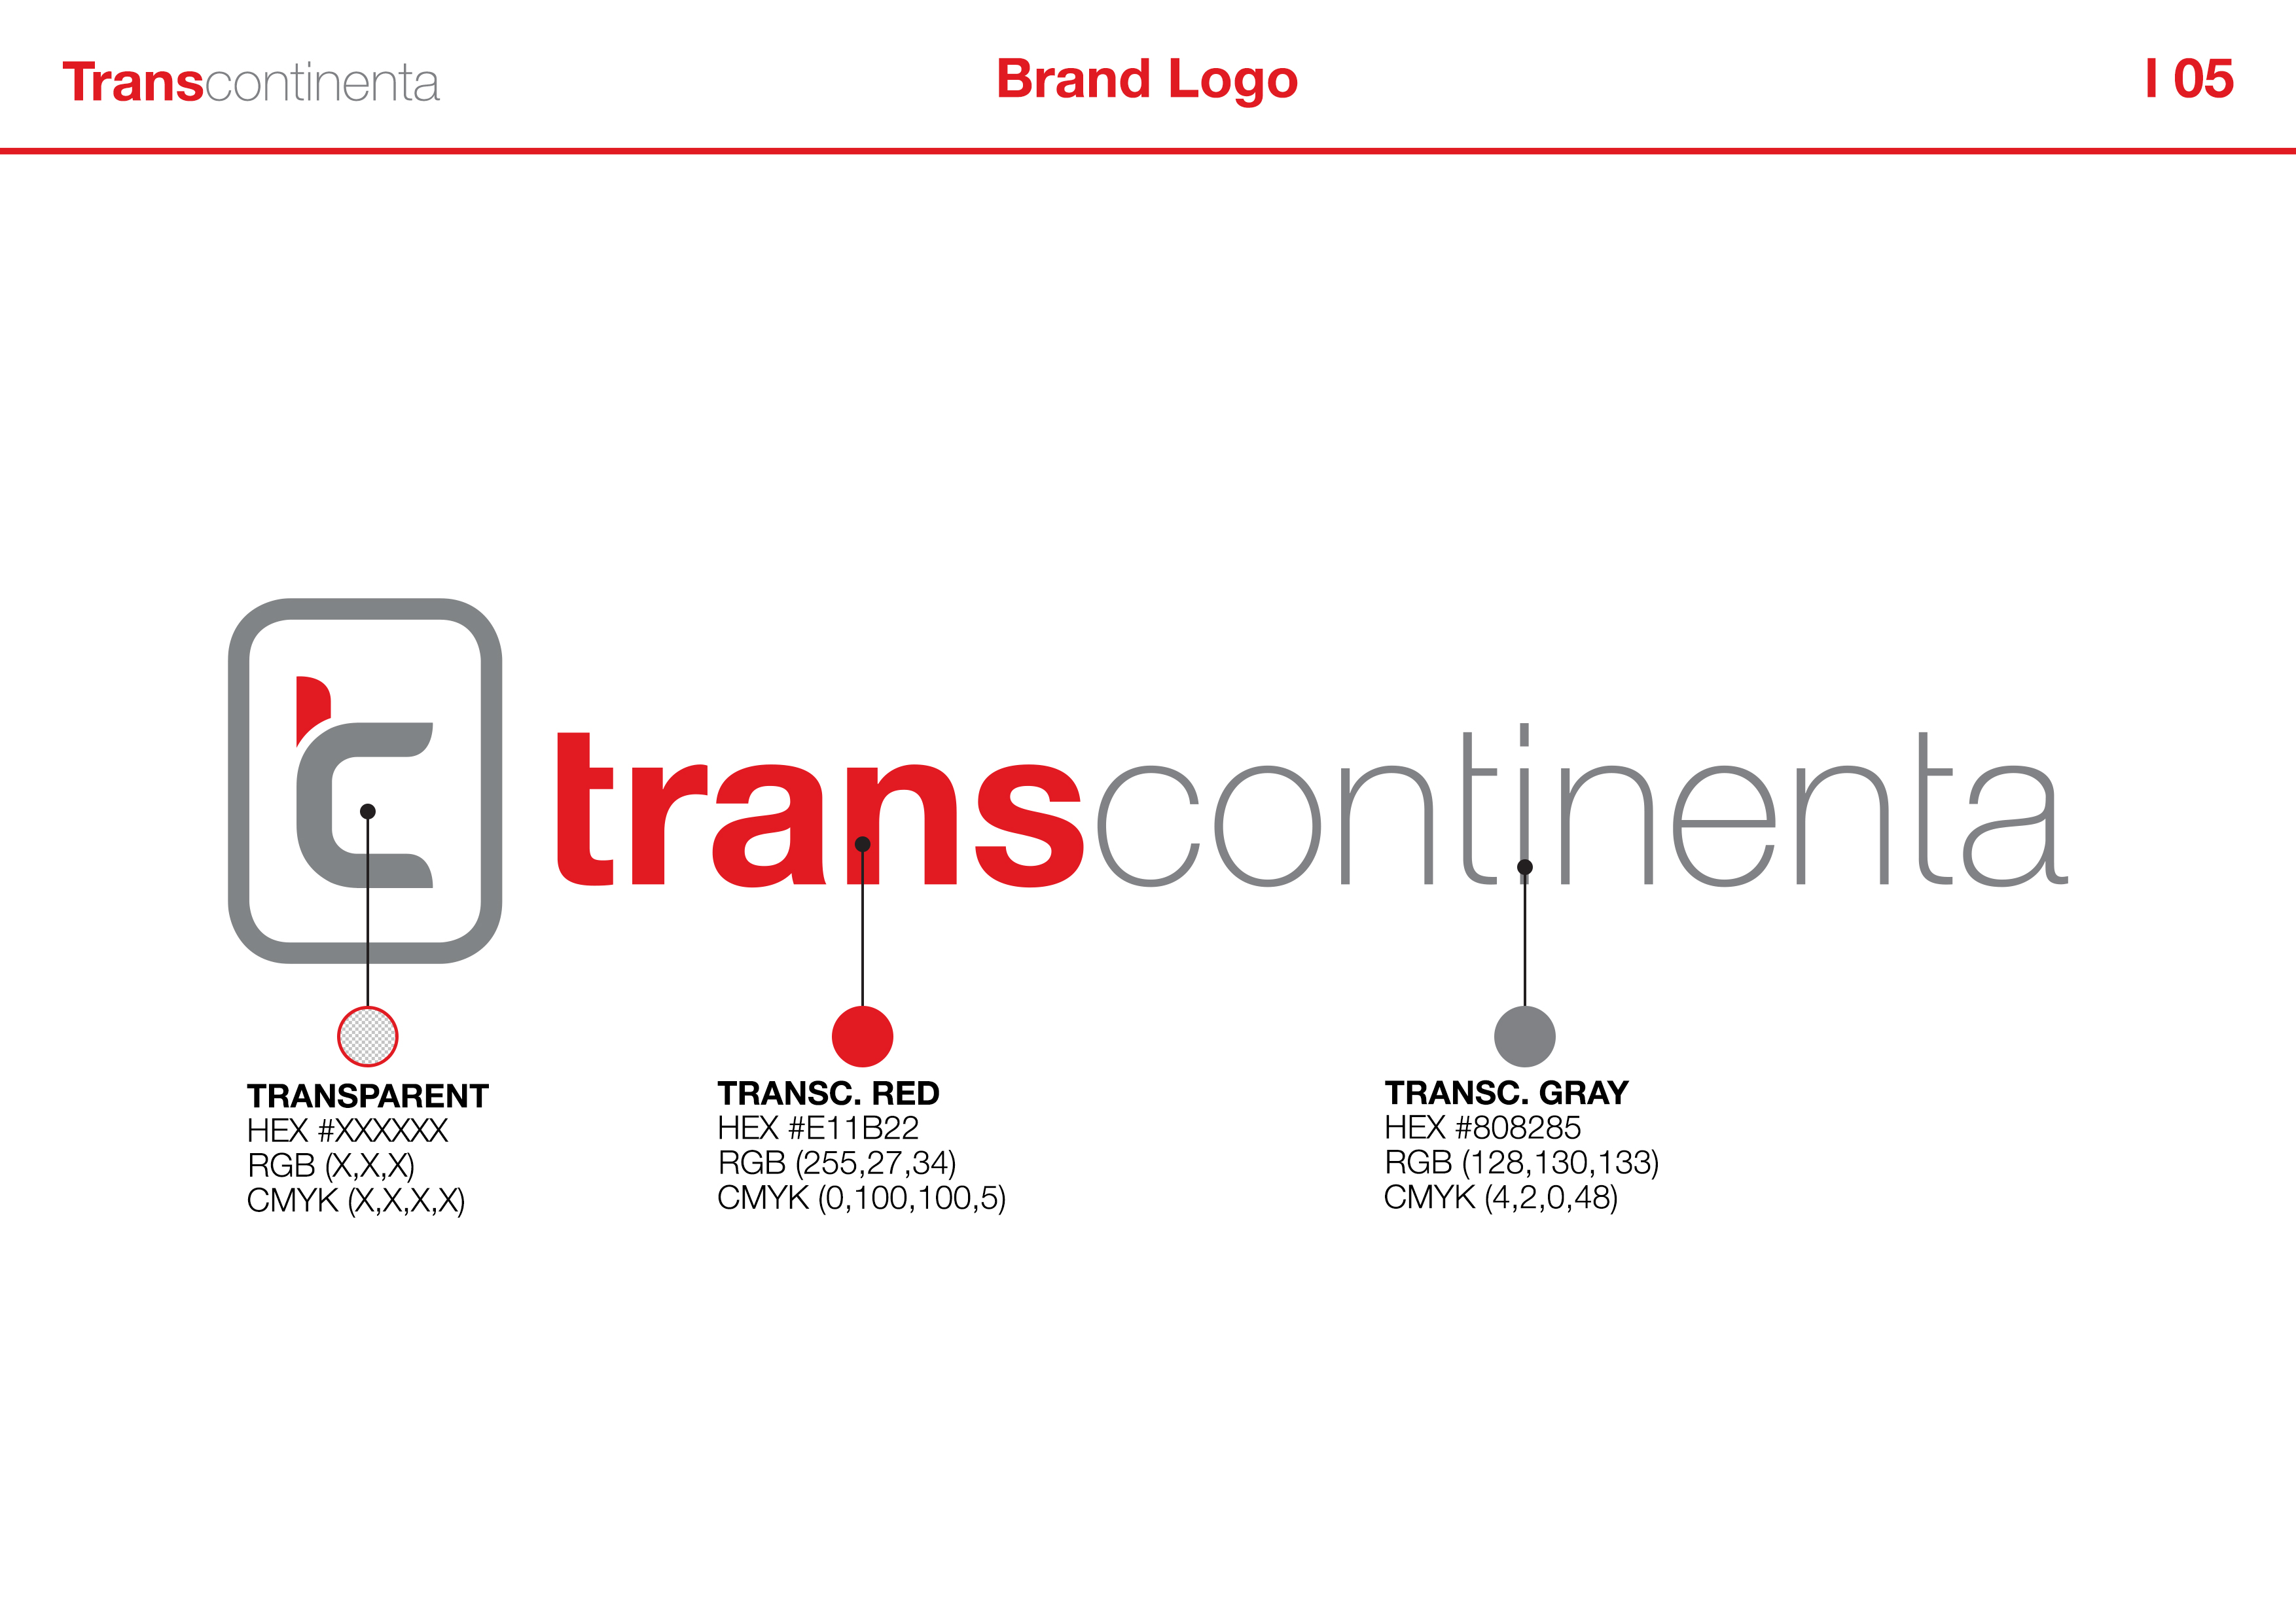 Transcontinenta
Brand Logo
| 05
tc
transcontinenta
TRANSPARENT
HEX #XXXXXX
RGB (X,X,X)
CMYK (X,X,X,X)
TRANSC. RED
HEX #E11B22
RGB (255,27,34)
CMYK (0,100,100,5)
TRANSC. GRAY
HEX #808285
RGB (128,130,133)
CMYK (4,2,0,48)